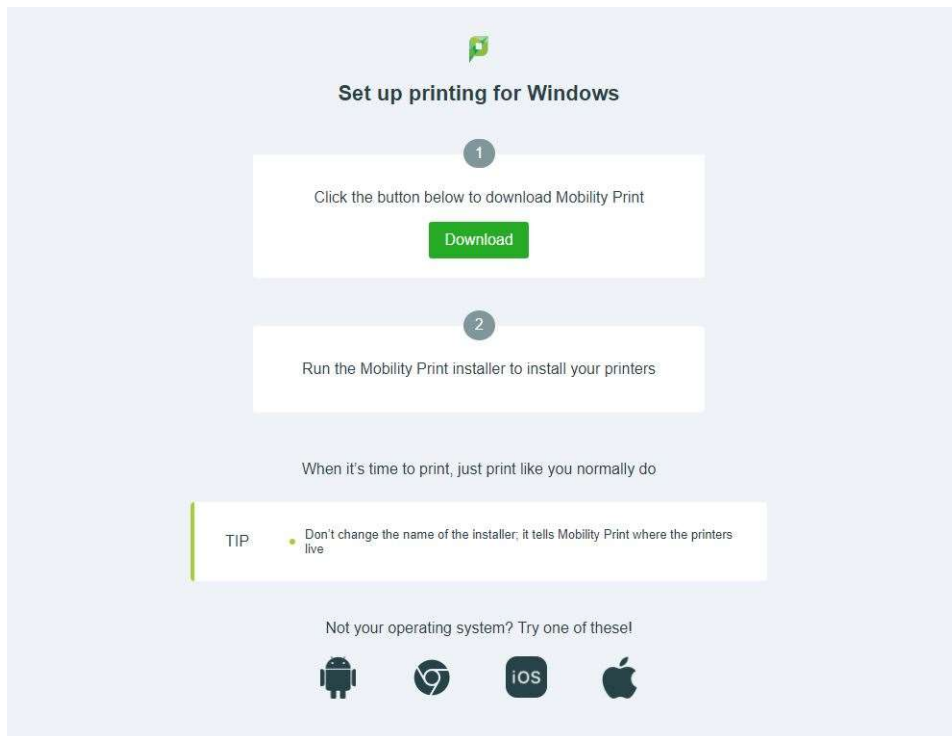 Set up printing for Windows
1
Click the button below to download Mobility Print
Download
2
Run the Mobility Print installer to install your printers
When it's time to print, just print like you normally do
TIP
Don't change the name of the installer; it tells Mobility Print where the printers
live
Not your operating system? Try one of these!
iOS